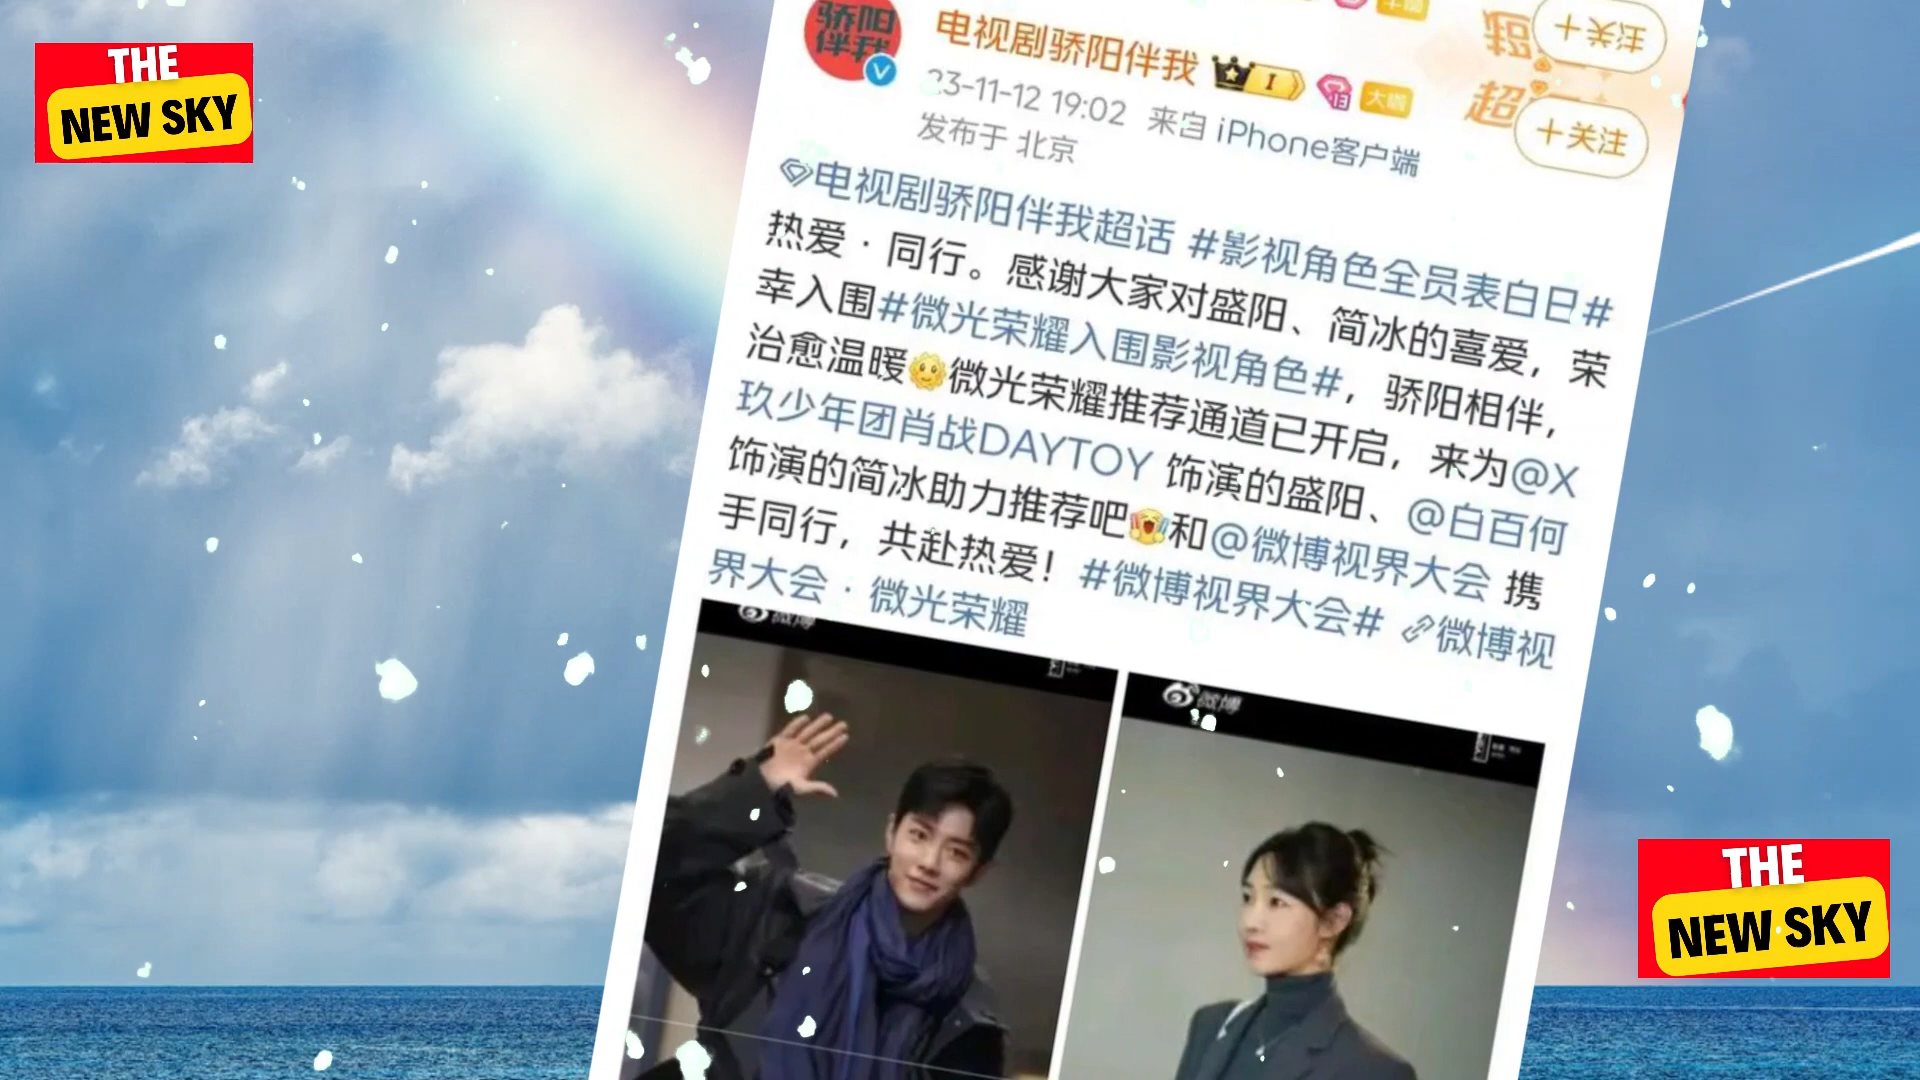 THE
NEW SKY
骄阳
伴我
电视剧骄阳伴我
I
大咖
超
+关注
+关注
23-11-12 19:02 来自 iPhone客户端
发布于 北京
电视剧骄阳伴我超话 #影视角色全员表白日#
热爱·同行。感谢大家对盛阳、简冰的喜爱，荣
幸入围#微光荣耀入围影视角色#，骄阳相伴，
治愈温暖微光荣耀推荐通道已开启，来为@X
玖少年团肖战DAYTOY 饰演的盛阳、@白百何
饰演的简冰助力推荐吧和@微博视界大会 携
手同行，共赴热爱！#微博视界大会# 微博视
界大会·微光荣耀
微博
微博
THE
NEW SKY